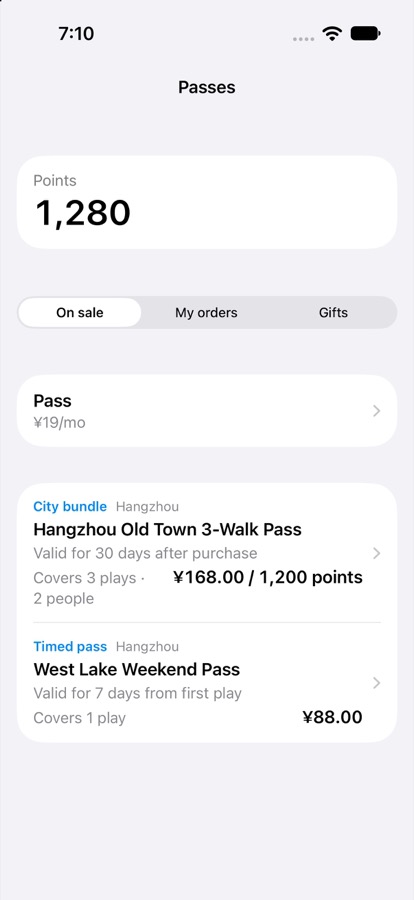 7:10
Passes
Points
1,280
On sale
My orders
Gifts
Pass
¥19/mo
City bundle Hangzhou
Hangzhou Old Town 3-Walk Pass
Valid for 30 days after purchase
Covers 3 plays · ¥168.00 / 1,200 points
2 people
Timed pass Hangzhou
West Lake Weekend Pass
Valid for 7 days from first play
Covers 1 play ¥88.00